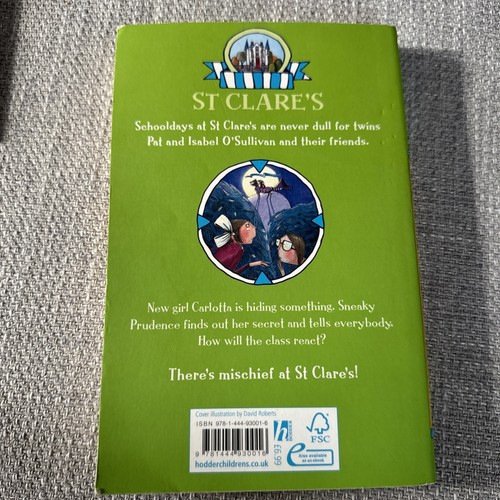 ST CLARE'S
Schooldays at St Clare's are never dull for twins
Pat and Isabel O'Sullivan and their friends.
New girl Carlotta is hiding something. Sneaky
Prudence finds out her secret and tells everybody.
How will the class react?
There's mischief at St Clare's!
Cover illustration by David Roberts
ISBN 978-1-444-93001-6
9 781444 930016
hodderchildrens.co.uk
h
£6.99
FSC
e
Also available
as an ebook